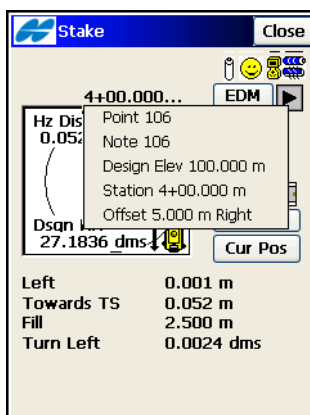 Stake
Close
4+00.000...
EDM
Hz Dis
0.052
Point 106
Note 106
Design Elev 100.000 m
Station 4+00.000 m
Offset 5.000 m Right
27.1836 dms
Cur Pos
Left 0.001 m
Towards TS 0.052 m
Fill 2.500 m
Turn Left 0.0024 dms